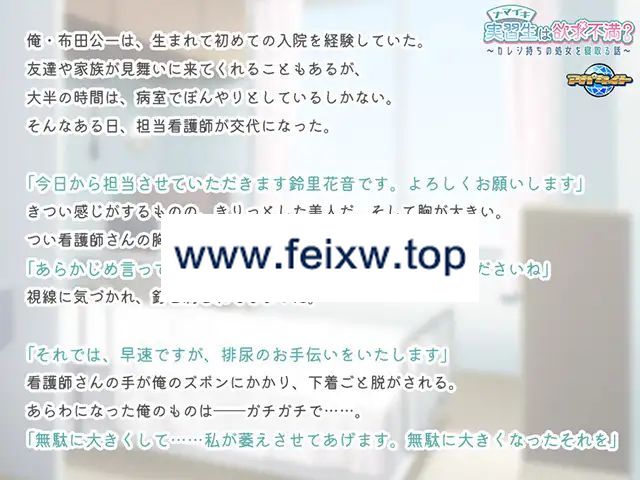 ナマイキ
実習生は欲求不満？
～カレシ持ちの処女を寝取る話～
アパタイト
俺・布田公一は、生まれて初めての入院を経験していた。
友達や家族が見舞いに来てくれることもあるが、
大半の時間は、病室でぼんやりとしているしかない。
そんなある日、担当看護師が交代になった。
「今日から担当させていただきます鈴里花音です。よろしくお願いします」
きつい感じがするものの、きりっとした美人だ。そして胸が大きい。
つい看護師さんの胸
www.feixw.top
「あらかじめ言って
ださいね」
視線に気づかれ、
「それでは、早速ですが、排尿のお手伝いをいたします」
看護師さんの手が俺のズボンにかかり、下着ごと脱がされる。
あらわになった俺のものは――ガチガチで……。
「無駄に大きくして……私が萎えさせてあげます。無駄に大きくなったそれを」